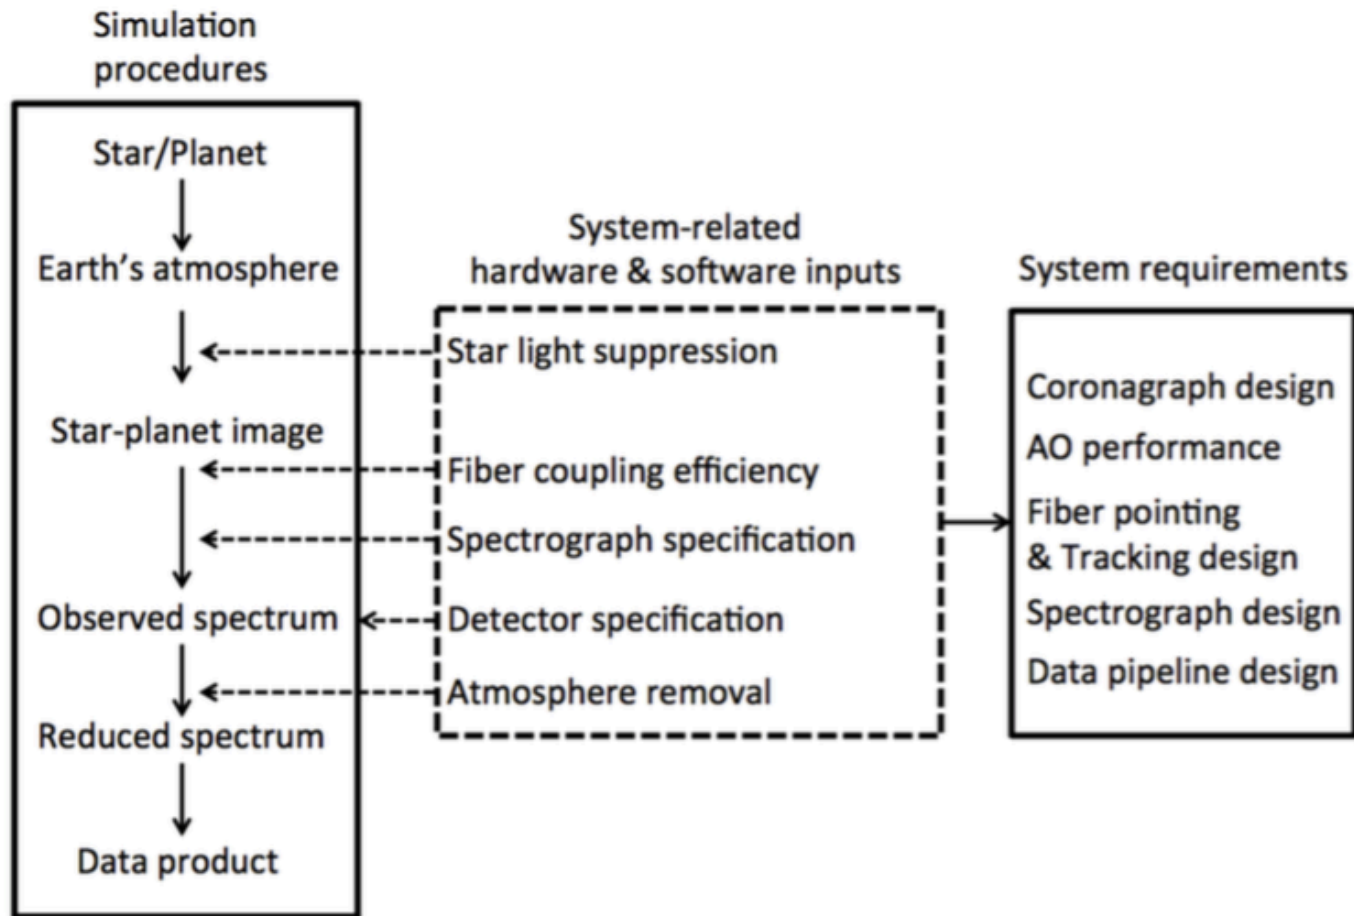 Simulation
procedures
Star/Planet
Earth's atmosphere
Star-planet image
Observed spectrum
Reduced spectrum
Data product
System-related
hardware & software inputs
Star light suppression
Fiber coupling efficiency
Spectrograph specification
Detector specification
Atmosphere removal
System requirements
Coronagraph design
AO performance
Fiber pointing
& Tracking design
Spectrograph design
Data pipeline design